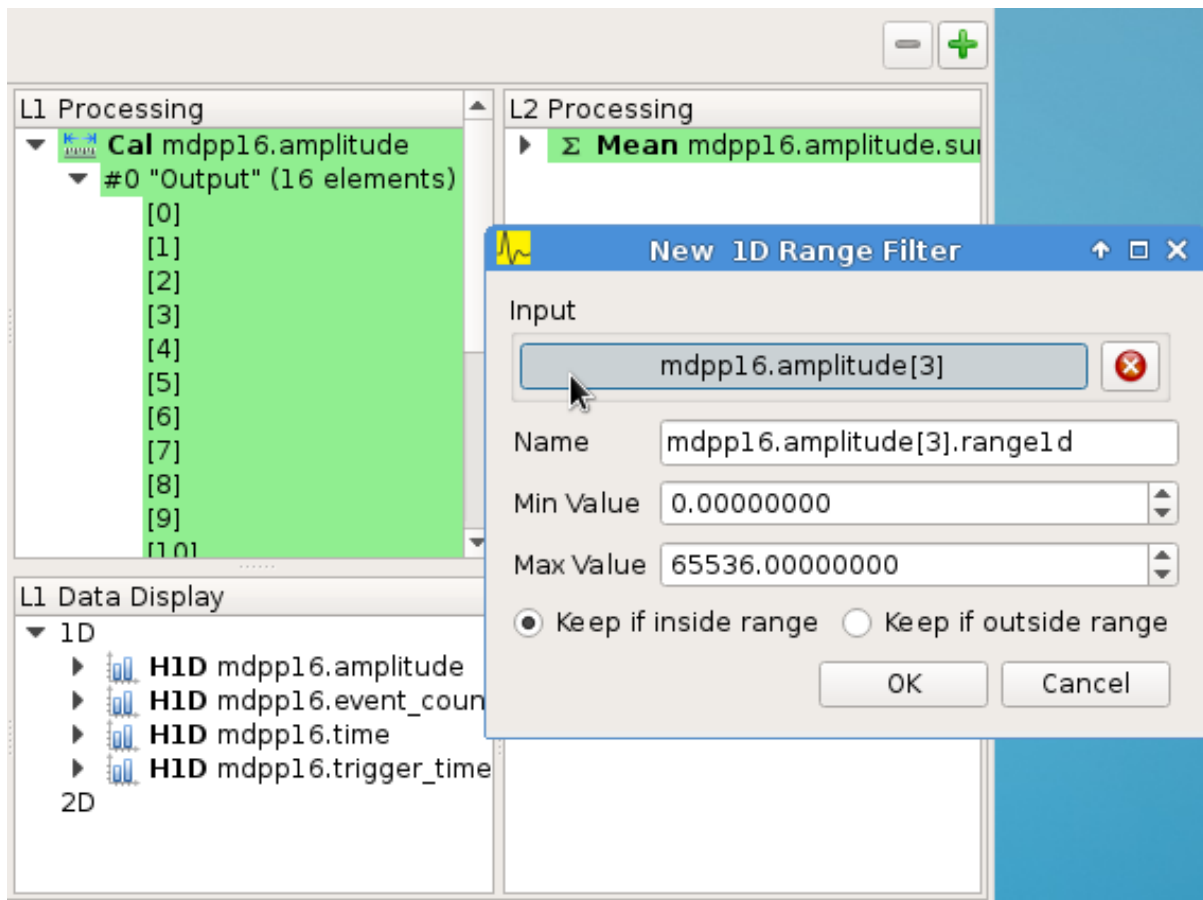 L1 Processing
Cal mdpp16.amplitude
#0 "Output" (16 elements)
[0]
[1]
[2]
[3]
[4]
[5]
[6]
[7]
[8]
[9]
[10]
L2 Processing
Σ Mean mdpp16.amplitude.su
New 1D Range Filter
Input
mdpp16.amplitude[3]
Name mdpp16.amplitude[3].range1d
Min Value 0.00000000
Max Value 65536.00000000
Keep if inside range Keep if outside range
OK Cancel
L1 Data Display
1D
H1D mdpp16.amplitude
H1D mdpp16.event_coun
H1D mdpp16.time
H1D mdpp16.trigger_time
2D